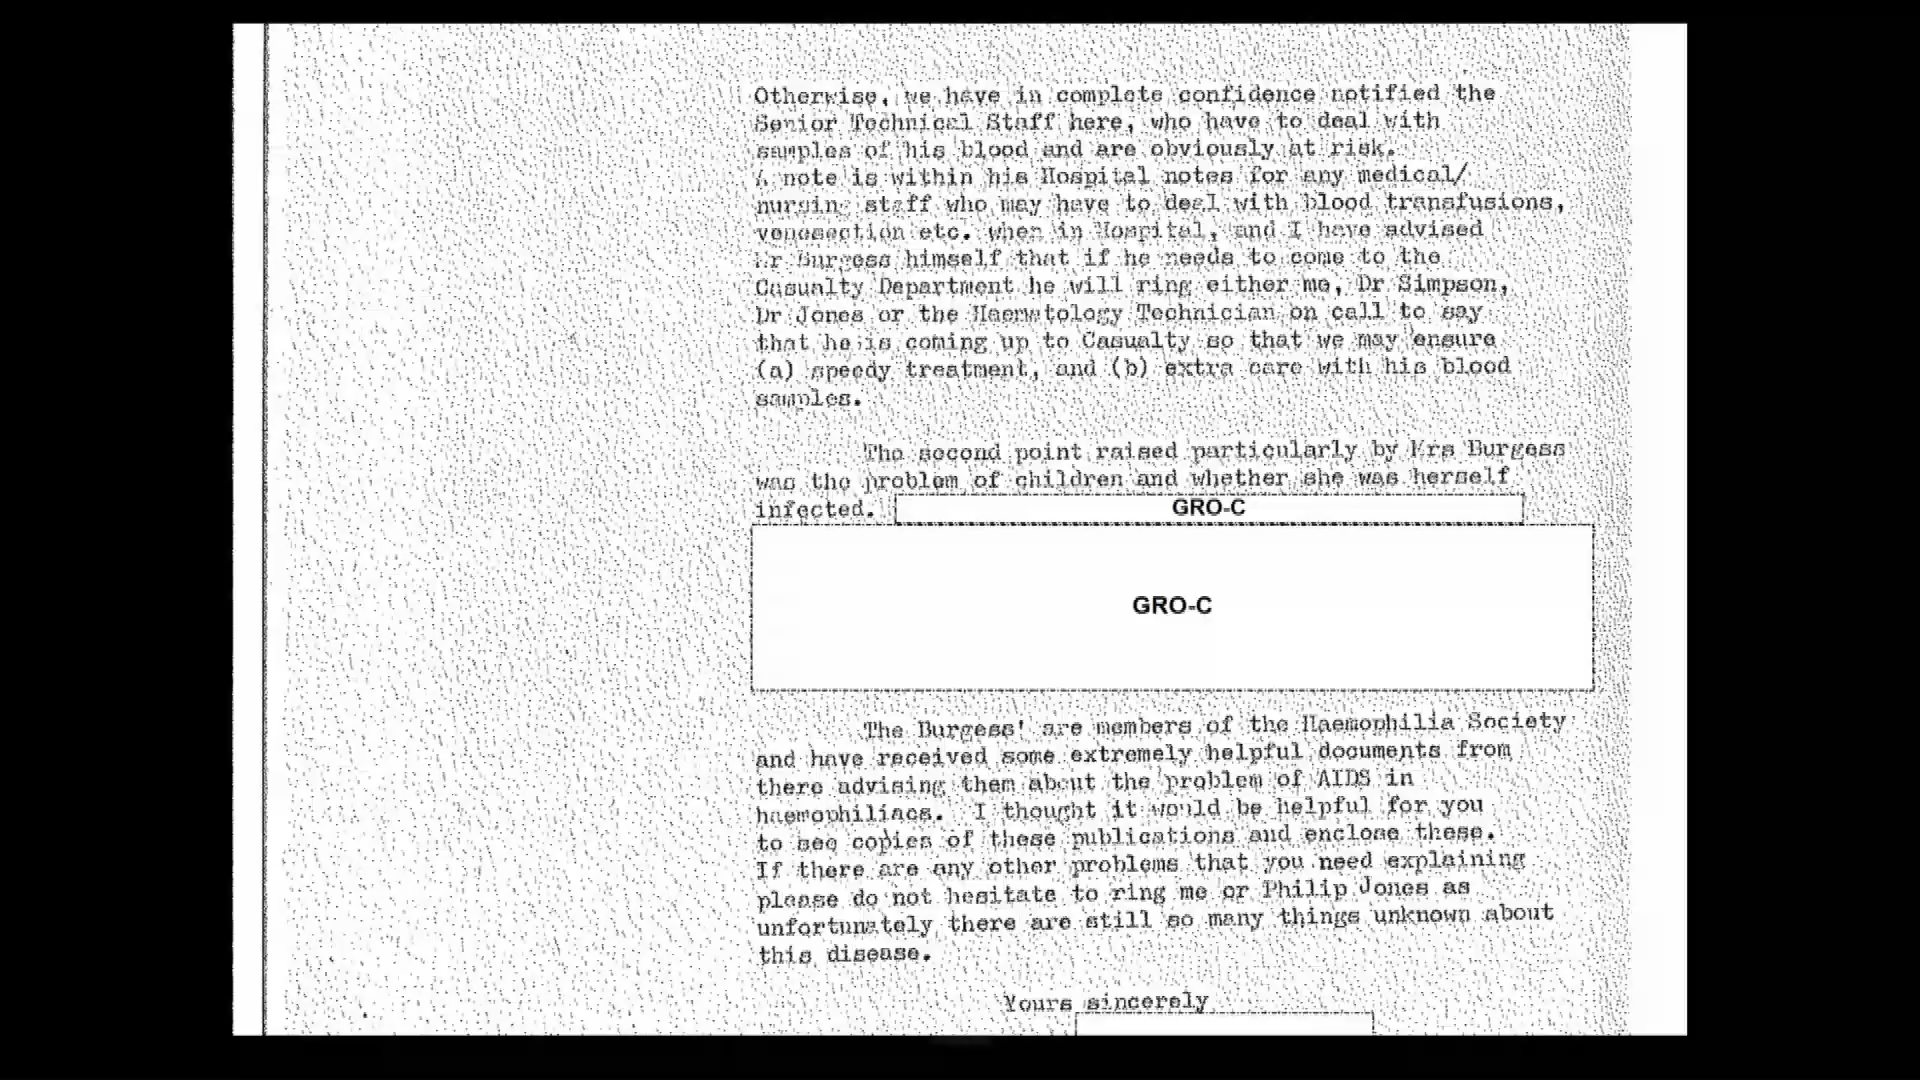 Otherwise, we have in complete confidence notified the
Senior Technical Staff here, who have to deal with
samples of his blood and are obviously at risk.
A note is within his Hospital notes for any medical/
nursing staff who may have to deal with blood transfusions,
venesection etc. when in Hospital, and I have advised
Mr Burgess himself that if he needs to come to the
Casualty Department he will ring either me, Dr Simpson,
Dr Jones or the Haematology Technician on call to say
that he is coming up to Casualty so that we may ensure
(a) speedy treatment, and (b) extra care with his blood
samples.
The second point raised particularly by Mrs Burgess
was the problem of children and whether she was herself
infected. GRO-C
GRO-C
The Burgess' are members of the Haemophilia Society
and have received some extremely helpful documents from
there advising them about the problem of AIDS in
haemophiliacs. I thought it would be helpful for you
to see copies of these publications and enclose these.
If there are any other problems that you need explaining
please do not hesitate to ring me or Philip Jones as
unfortunately there are still so many things unknown about
this disease.
Yours sincerely